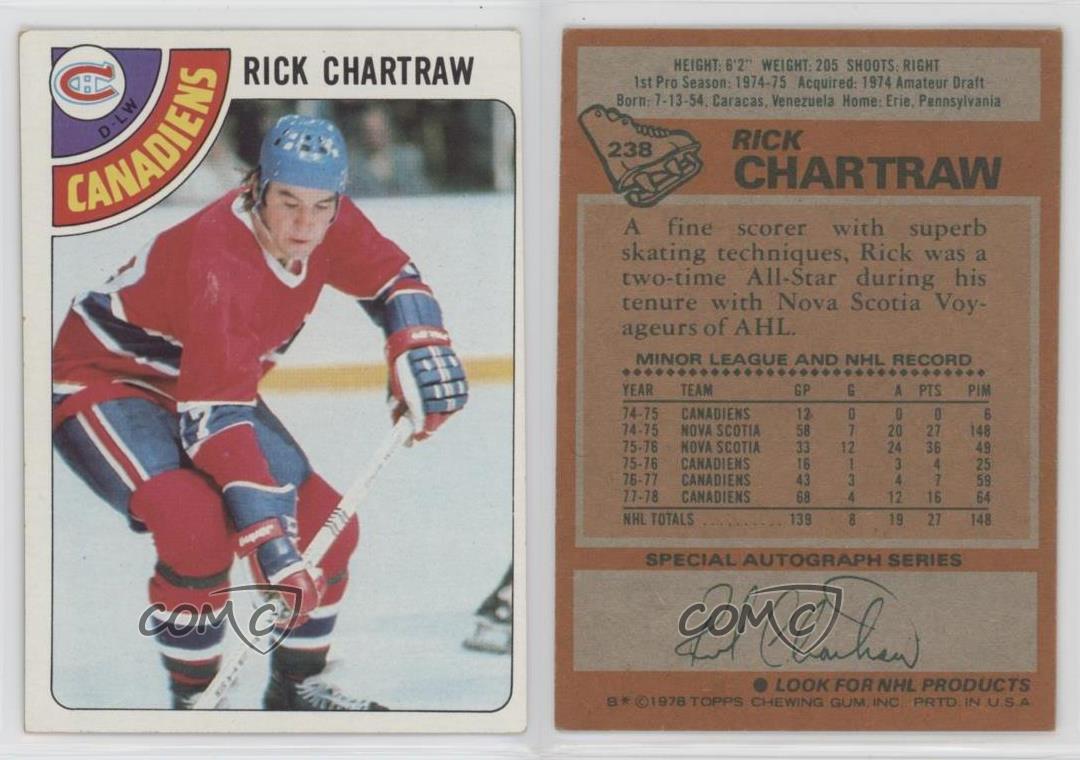 RICK CHARTRAW
D-LW
CANADIENS
COMC
HEIGHT: 6'2" WEIGHT: 205 SHOOTS: RIGHT
1st Pro Season: 1974-75 Acquired: 1974 Amateur Draft
Born: 7-13-54, Caracas, Venezuela Home: Erie, Pennsylvania
238
RICK
CHARTRAW
A fine scorer with superb
skating techniques, Rick was a
two-time All-Star during his
tenure with Nova Scotia Voy-
ageurs of AHL.
MINOR LEAGUE AND NHL RECORD
YEAR TEAM GP G A PTS PIM
74-75 CANADIENS 12 0 0 0 6
74-75 NOVA SCOTIA 58 7 20 27 148
75-76 NOVA SCOTIA 33 12 24 36 49
75-76 CANADIENS 16 1 3 4 25
76-77 CANADIENS 43 3 4 7 59
77-78 CANADIENS 68 4 12 16 64
NHL TOTALS .......... 139 8 19 27 148
SPECIAL AUTOGRAPH SERIES
Rick Chartraw
COMC
● LOOK FOR NHL PRODUCTS
B* ©1978 TOPPS CHEWING GUM, INC. PRTD. IN U.S.A